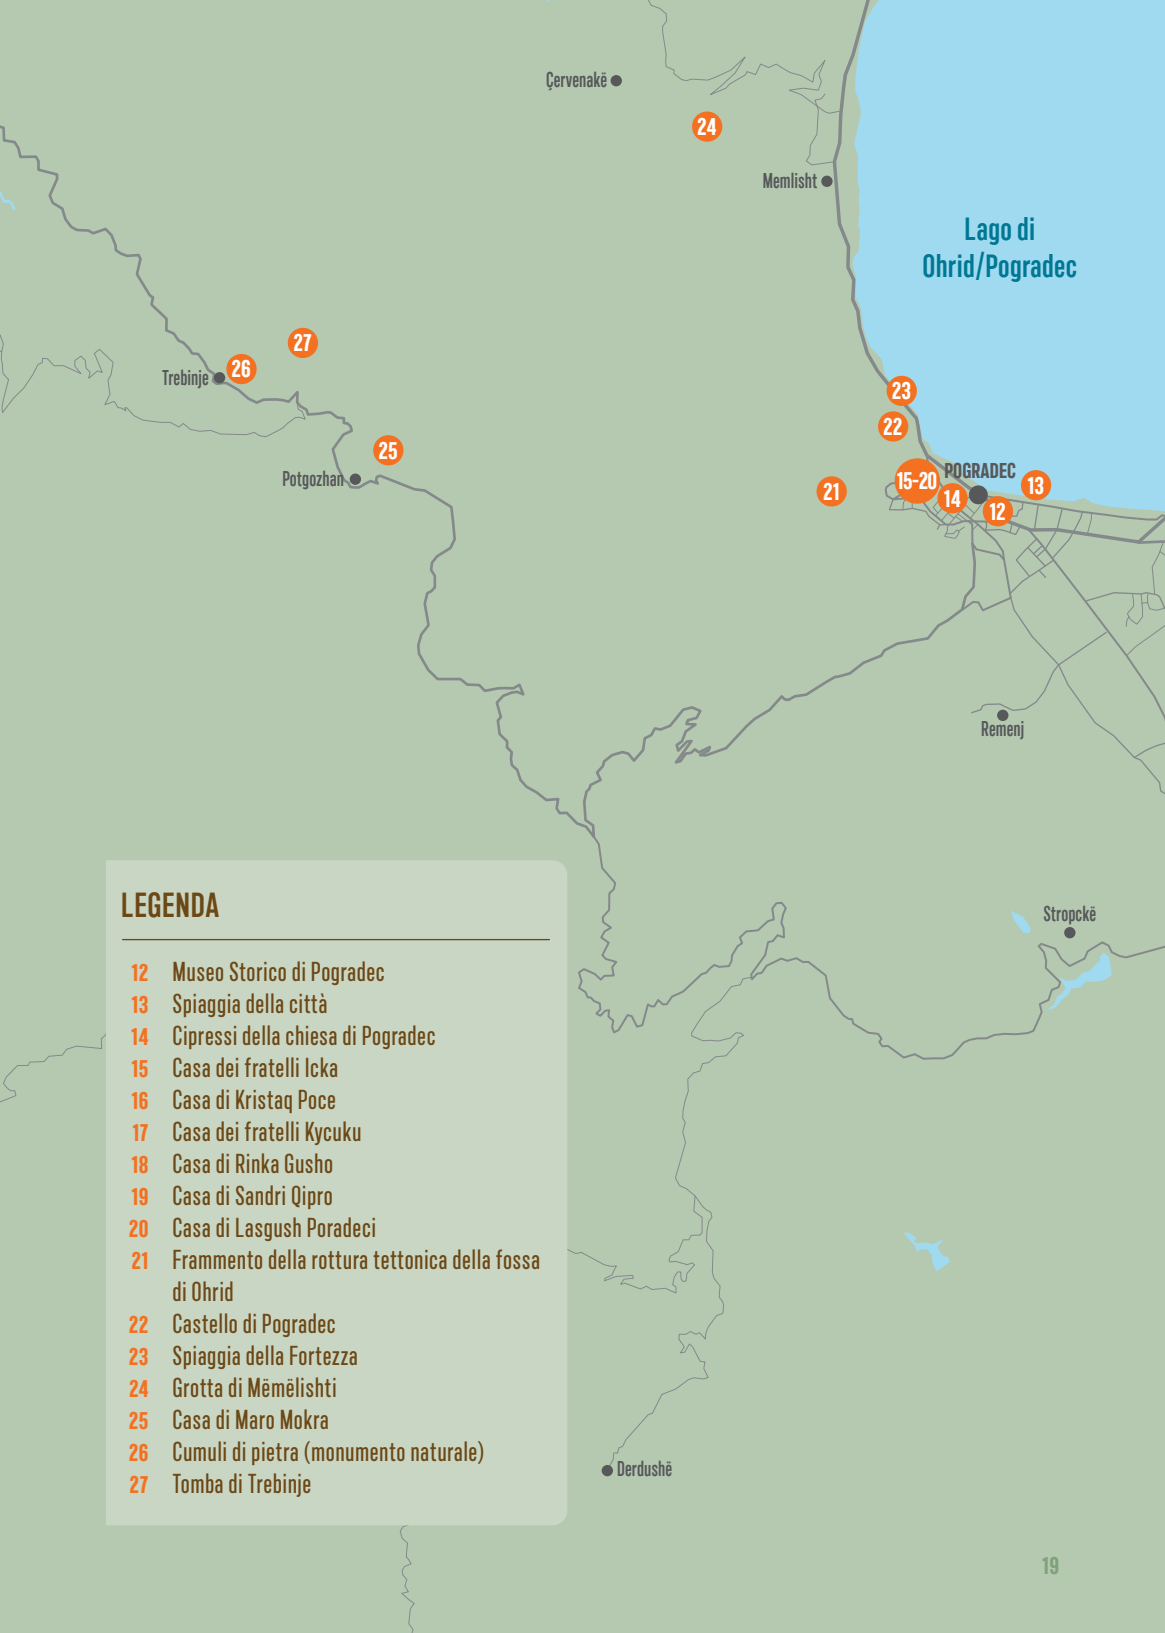 Çervenakë
24
Memlisht
Lago di
Ohrid/Pogradec
27
26
Trebinje
23
22
25
Potgozhan
POGRADEC
15-20
13
21
14
12
Remenj
LEGENDA
Stropckë
12 Museo Storico di Pogradec
13 Spiaggia della città
14 Cipressi della chiesa di Pogradec
15 Casa dei fratelli Icka
16 Casa di Kristaq Poce
17 Casa dei fratelli Kycuku
18 Casa di Rinka Gusho
19 Casa di Sandri Qipro
20 Casa di Lasgush Poradeci
21 Frammento della rottura tettonica della fossa
di Ohrid
22 Castello di Pogradec
23 Spiaggia della Fortezza
24 Grotta di Mëmëlishti
25 Casa di Maro Mokra
26 Cumuli di pietra (monumento naturale)
27 Tomba di Trebinje
Derdushë
19